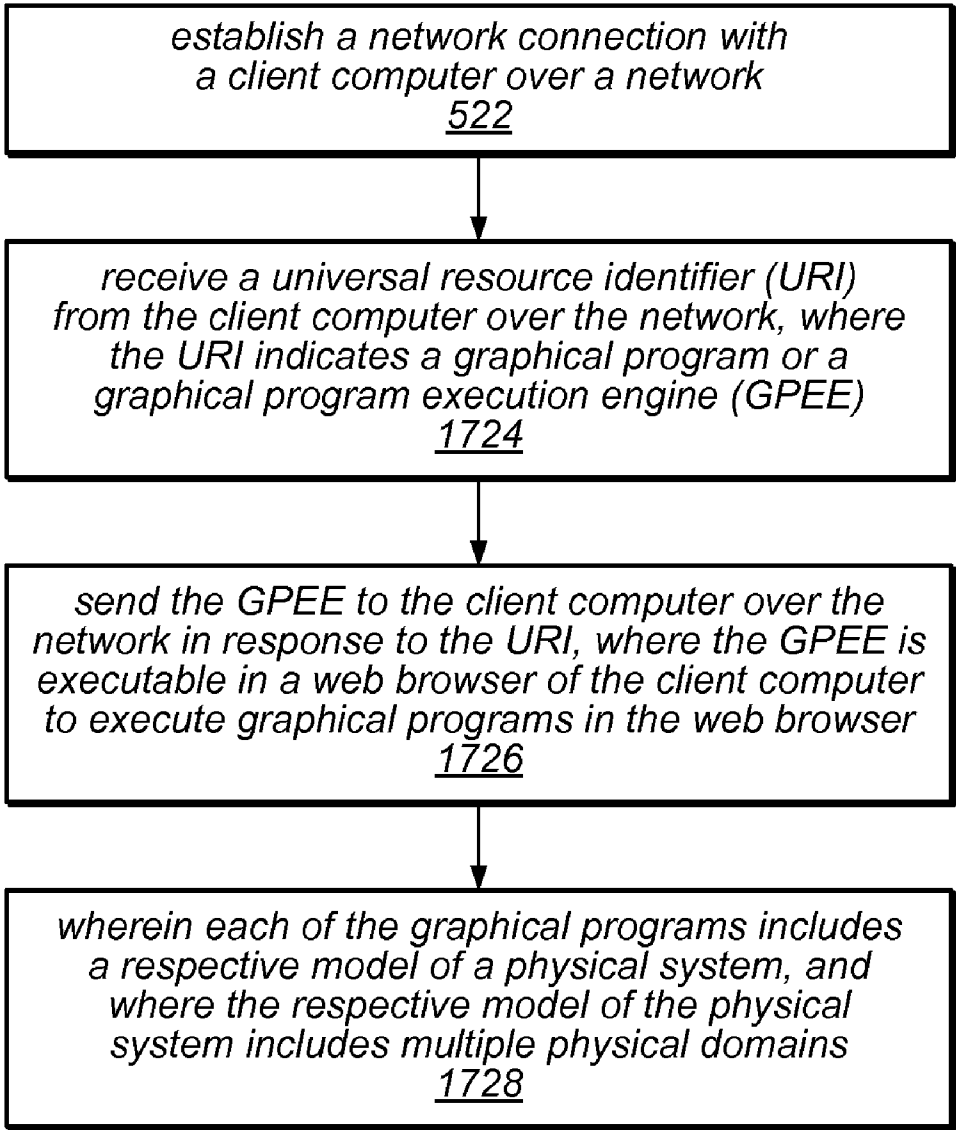 establish a network connection with
a client computer over a network
522
receive a universal resource identifier (URI)
from the client computer over the network, where
the URI indicates a graphical program or a
graphical program execution engine (GPEE)
1724
send the GPEE to the client computer over the
network in response to the URI, where the GPEE is
executable in a web browser of the client computer
to execute graphical programs in the web browser
1726
wherein each of the graphical programs includes
a respective model of a physical system, and
where the respective model of the physical
system includes multiple physical domains
1728